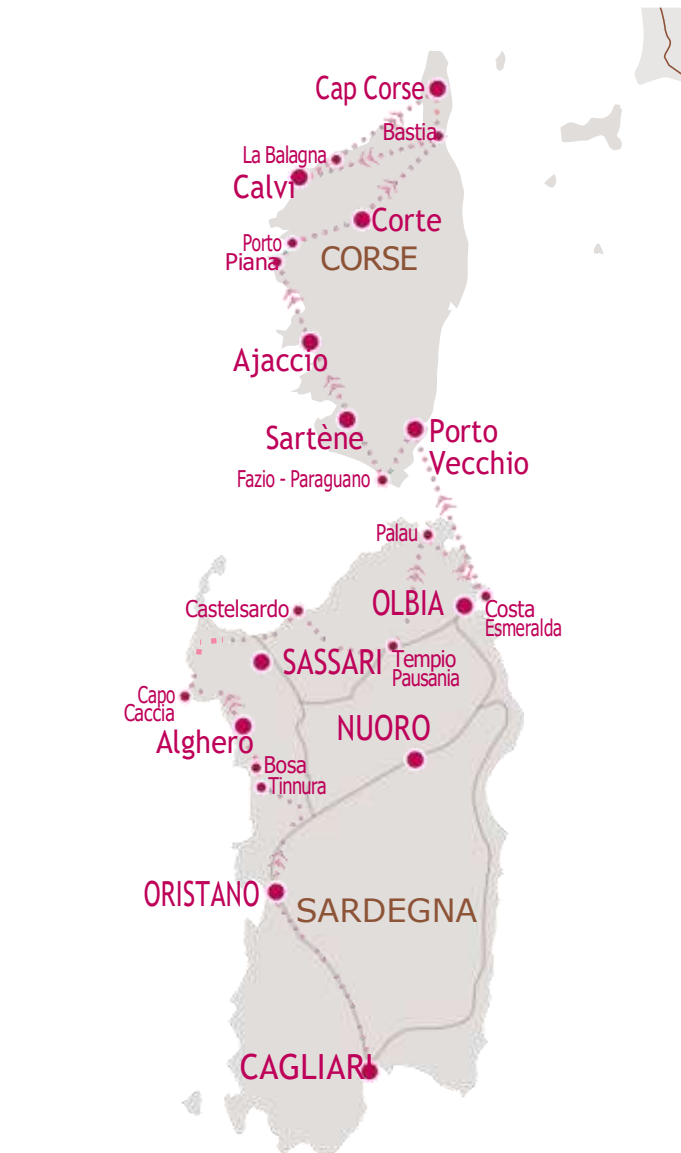 Cap Corse
Bastia
La Balagna
Calvi
Corte
Porto
Piana
CORSE
Ajaccio
Sartène
Porto
Vecchio
Fazio - Paraguano
Palau
OLBIA
Costa
Esmeralda
Castelsardo
SASSARI
Tempio
Pausania
Capo
Caccia
NUORO
Alghero
Bosa
Tinnura
ORISTANO
SARDEGNA
CAGLIARI